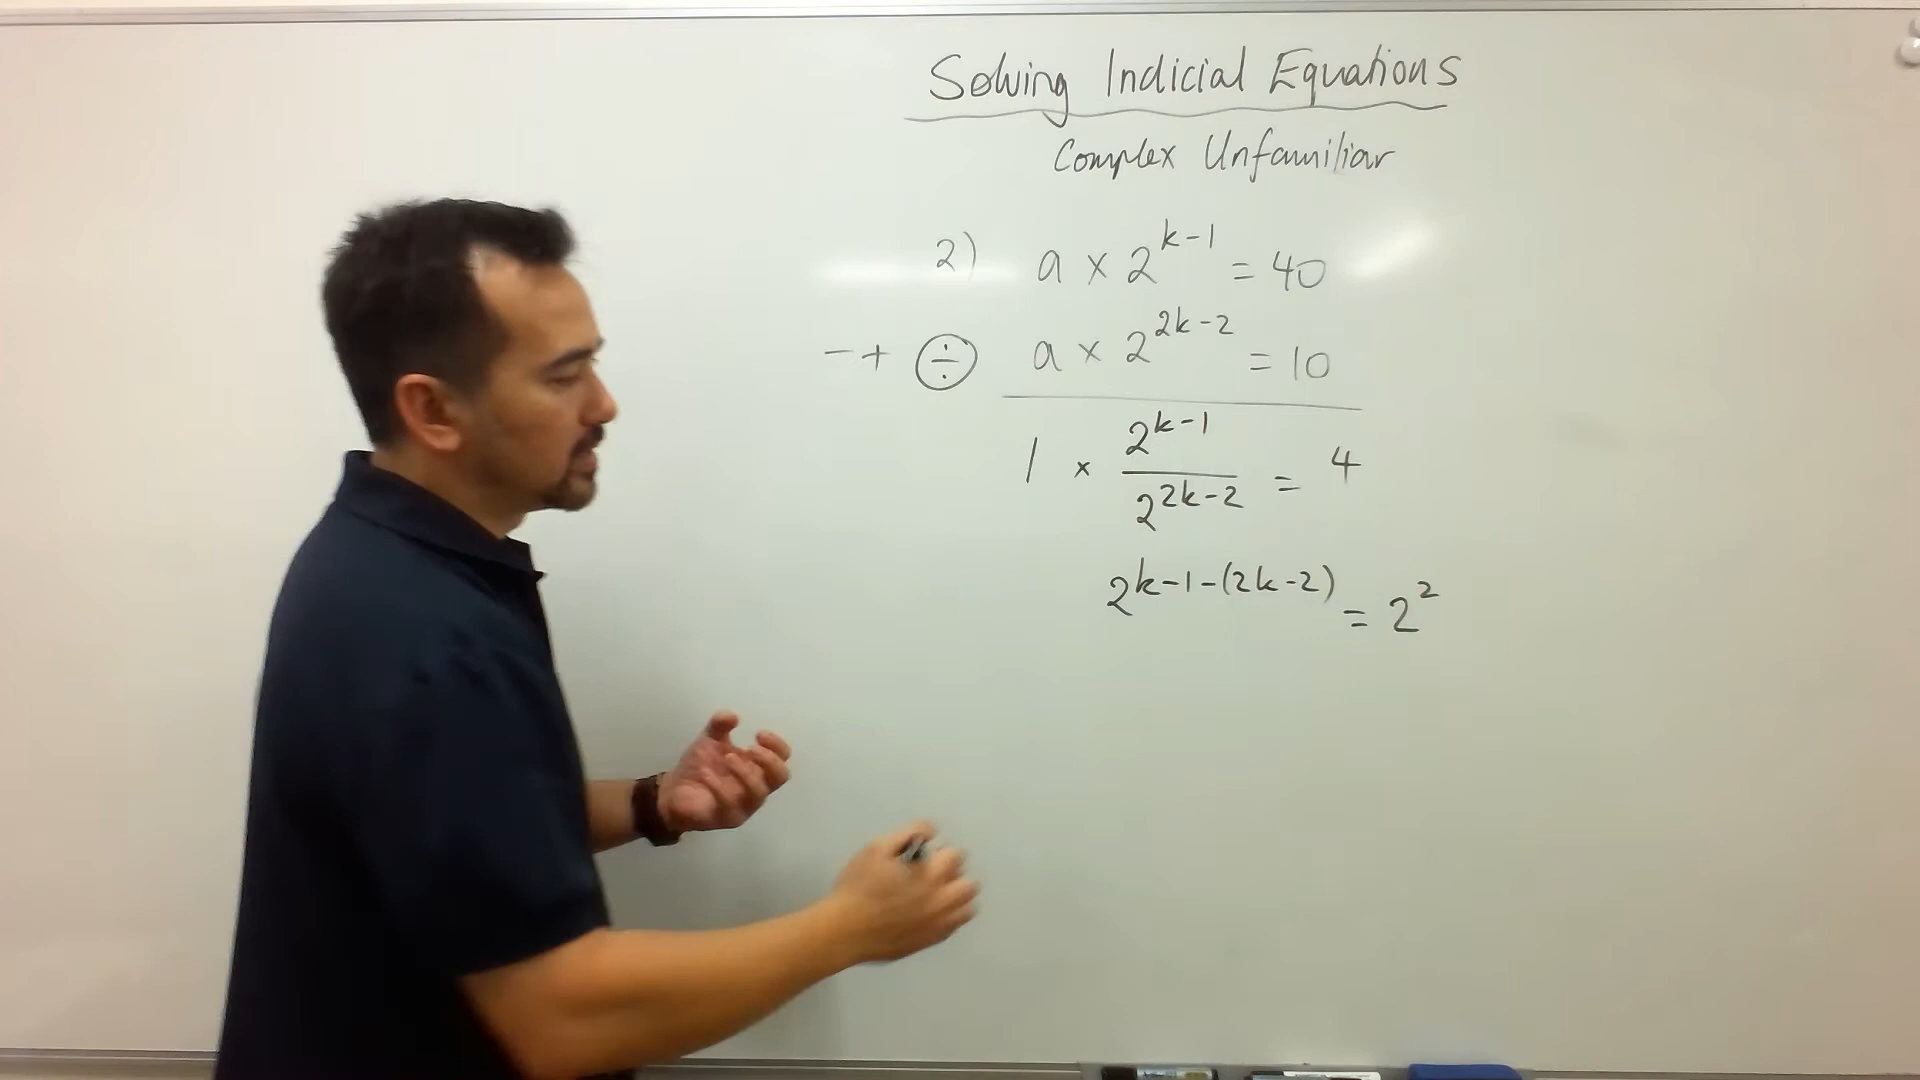 Solving Indicial Equations
Complex Unfamiliar
2) a × 2^{k-1} = 40
- + ÷ a × 2^{2k-2} = 10
1 × \frac{2^{k-1}}{2^{2k-2}} = 4
2^{k-1-(2k-2)} = 2^2